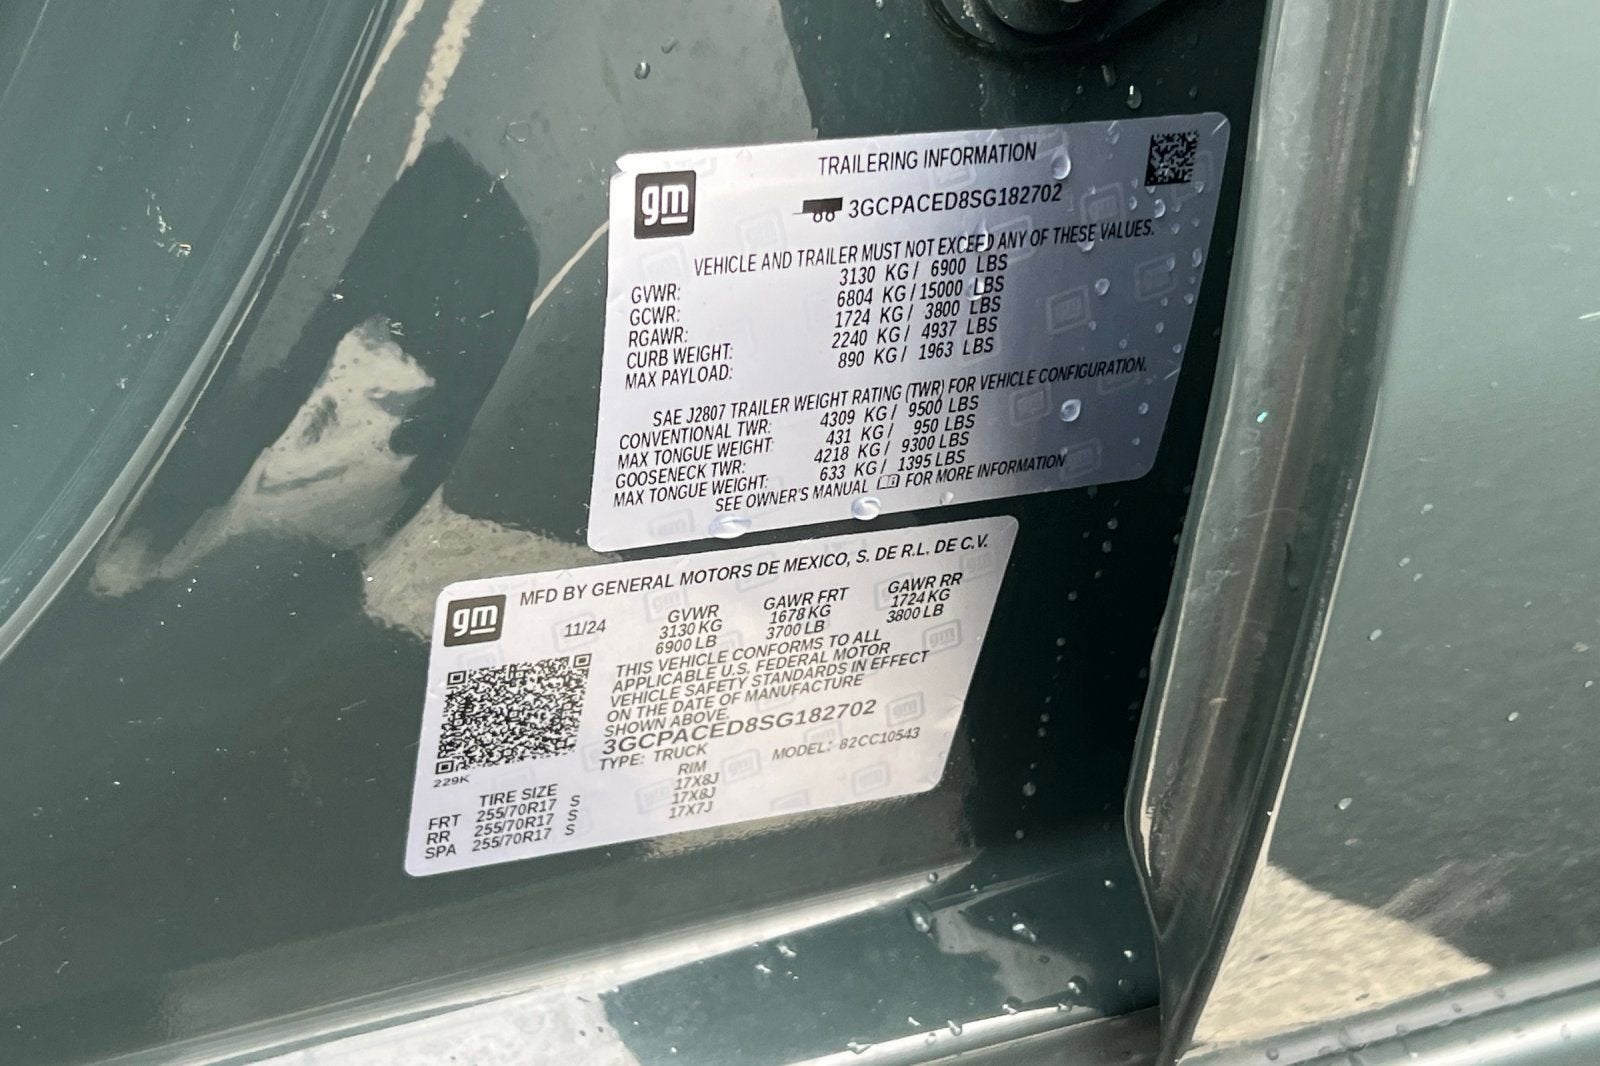 gm
TRAILERING INFORMATION
3GCPACED8SG182702
VEHICLE AND TRAILER MUST NOT EXCEED ANY OF THESE VALUES.
GVWR: 3130 KG / 6900 LBS
GCWR: 6804 KG / 15000 LBS
RGAWR: 1724 KG / 3800 LBS
CURB WEIGHT: 2240 KG / 4937 LBS
MAX PAYLOAD: 890 KG / 1963 LBS
SAE J2807 TRAILER WEIGHT RATING (TWR) FOR VEHICLE CONFIGURATION.
CONVENTIONAL TWR: 4309 KG / 9500 LBS
MAX TONGUE WEIGHT: 431 KG / 950 LBS
GOOSENECK TWR: 4218 KG / 9300 LBS
MAX TONGUE WEIGHT: 633 KG / 1395 LBS
SEE OWNER'S MANUAL FOR MORE INFORMATION
gm
MFD BY GENERAL MOTORS DE MEXICO, S. DE R.L. DE C.V.
11/24 GVWR GAWR FRT GAWR RR
3130 KG 1678 KG 1724 KG
6900 LB 3700 LB 3800 LB
THIS VEHICLE CONFORMS TO ALL
APPLICABLE U.S. FEDERAL MOTOR
VEHICLE SAFETY STANDARDS IN EFFECT
ON THE DATE OF MANUFACTURE
SHOWN ABOVE.
3GCPACED8SG182702
TYPE: TRUCK MODEL: 82CC10543
229K
TIRE SIZE RIM
FRT 255/70R17 S 17X8J
RR 255/70R17 S 17X8J
SPA 255/70R17 S 17X7J